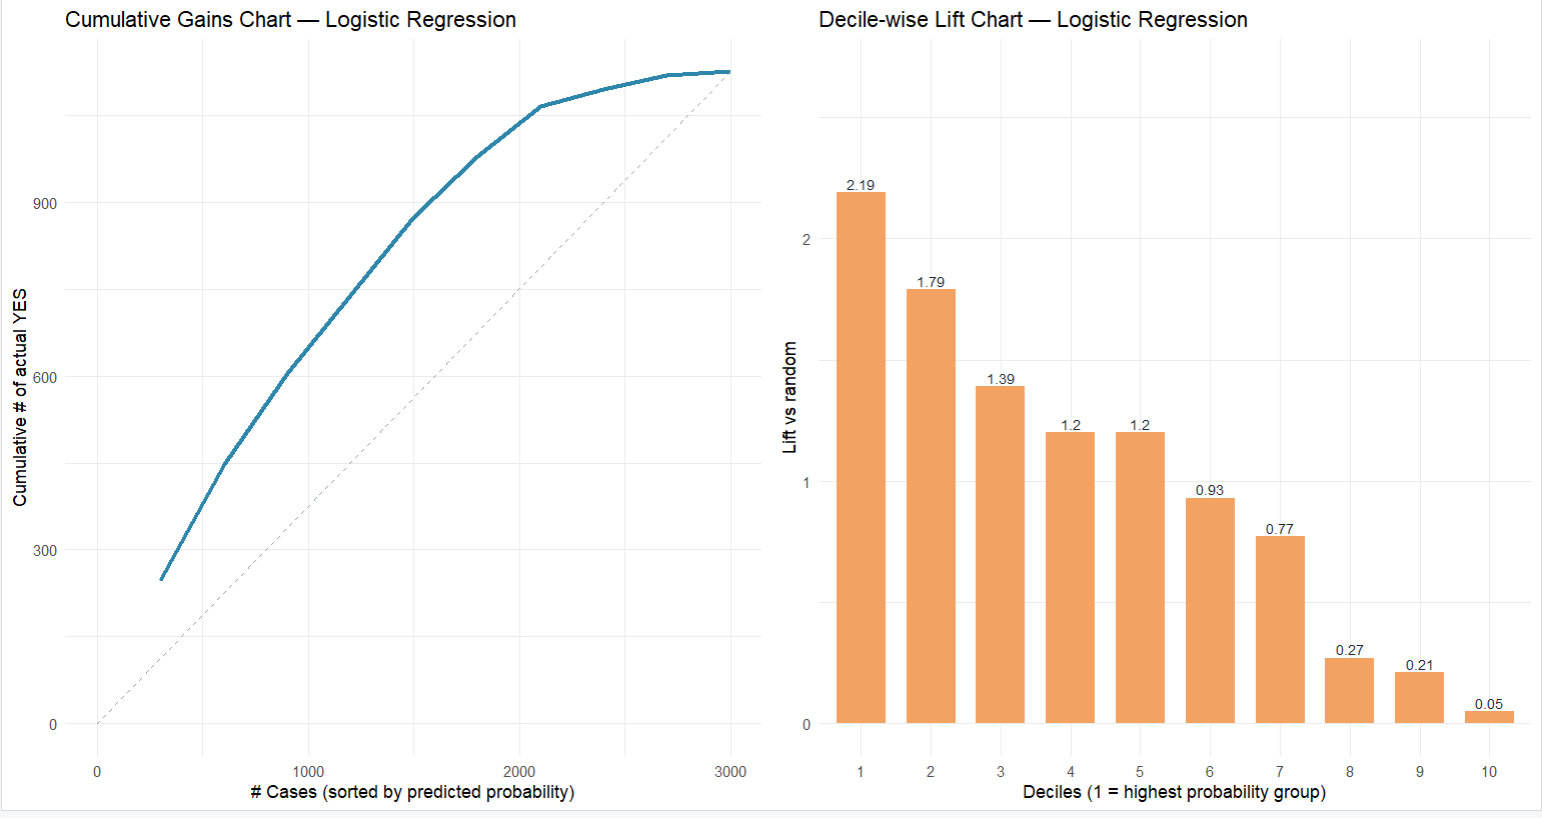 Cumulative Gains Chart — Logistic Regression
Cumulative # of actual YES
900
600
300
0
0 1000 2000 3000
# Cases (sorted by predicted probability)
Decile-wise Lift Chart — Logistic Regression
Lift vs random
2
1
0
2.19
1.79
1.39
1.2
1.2
0.93
0.77
0.27
0.21
0.05
1 2 3 4 5 6 7 8 9 10
Deciles (1 = highest probability group)